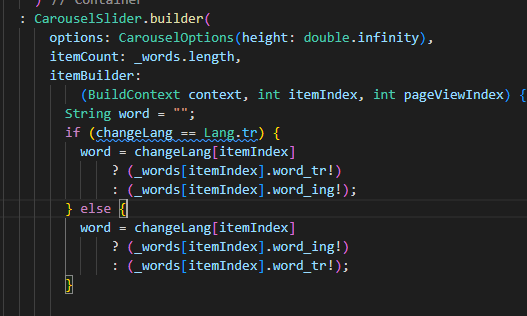 ) // Container
: CarouselSlider.builder(
options: CarouselOptions(height: double.infinity),
itemCount: _words.length,
itemBuilder:
(BuildContext context, int itemIndex, int pageViewIndex) {
String word = "";
if (changeLang == Lang.tr) {
word = changeLang[itemIndex]
? (_words[itemIndex].word_tr!)
: (_words[itemIndex].word_ing!);
} else {
word = changeLang[itemIndex]
? (_words[itemIndex].word_ing!)
: (_words[itemIndex].word_tr!);
}